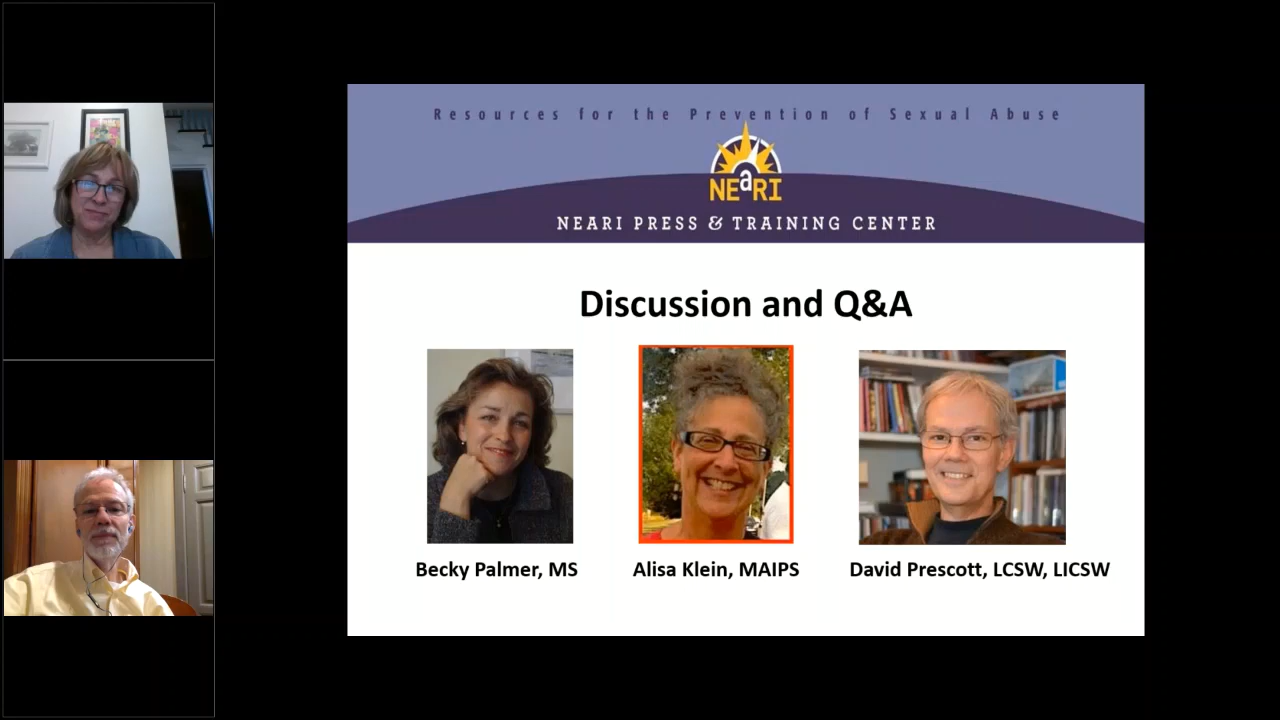 Resources for the Prevention of Sexual Abuse
NEaRI
NEARI PRESS & TRAINING CENTER
Discussion and Q&A
Becky Palmer, MS
Alisa Klein, MAIPS
David Prescott, LCSW, LICSW